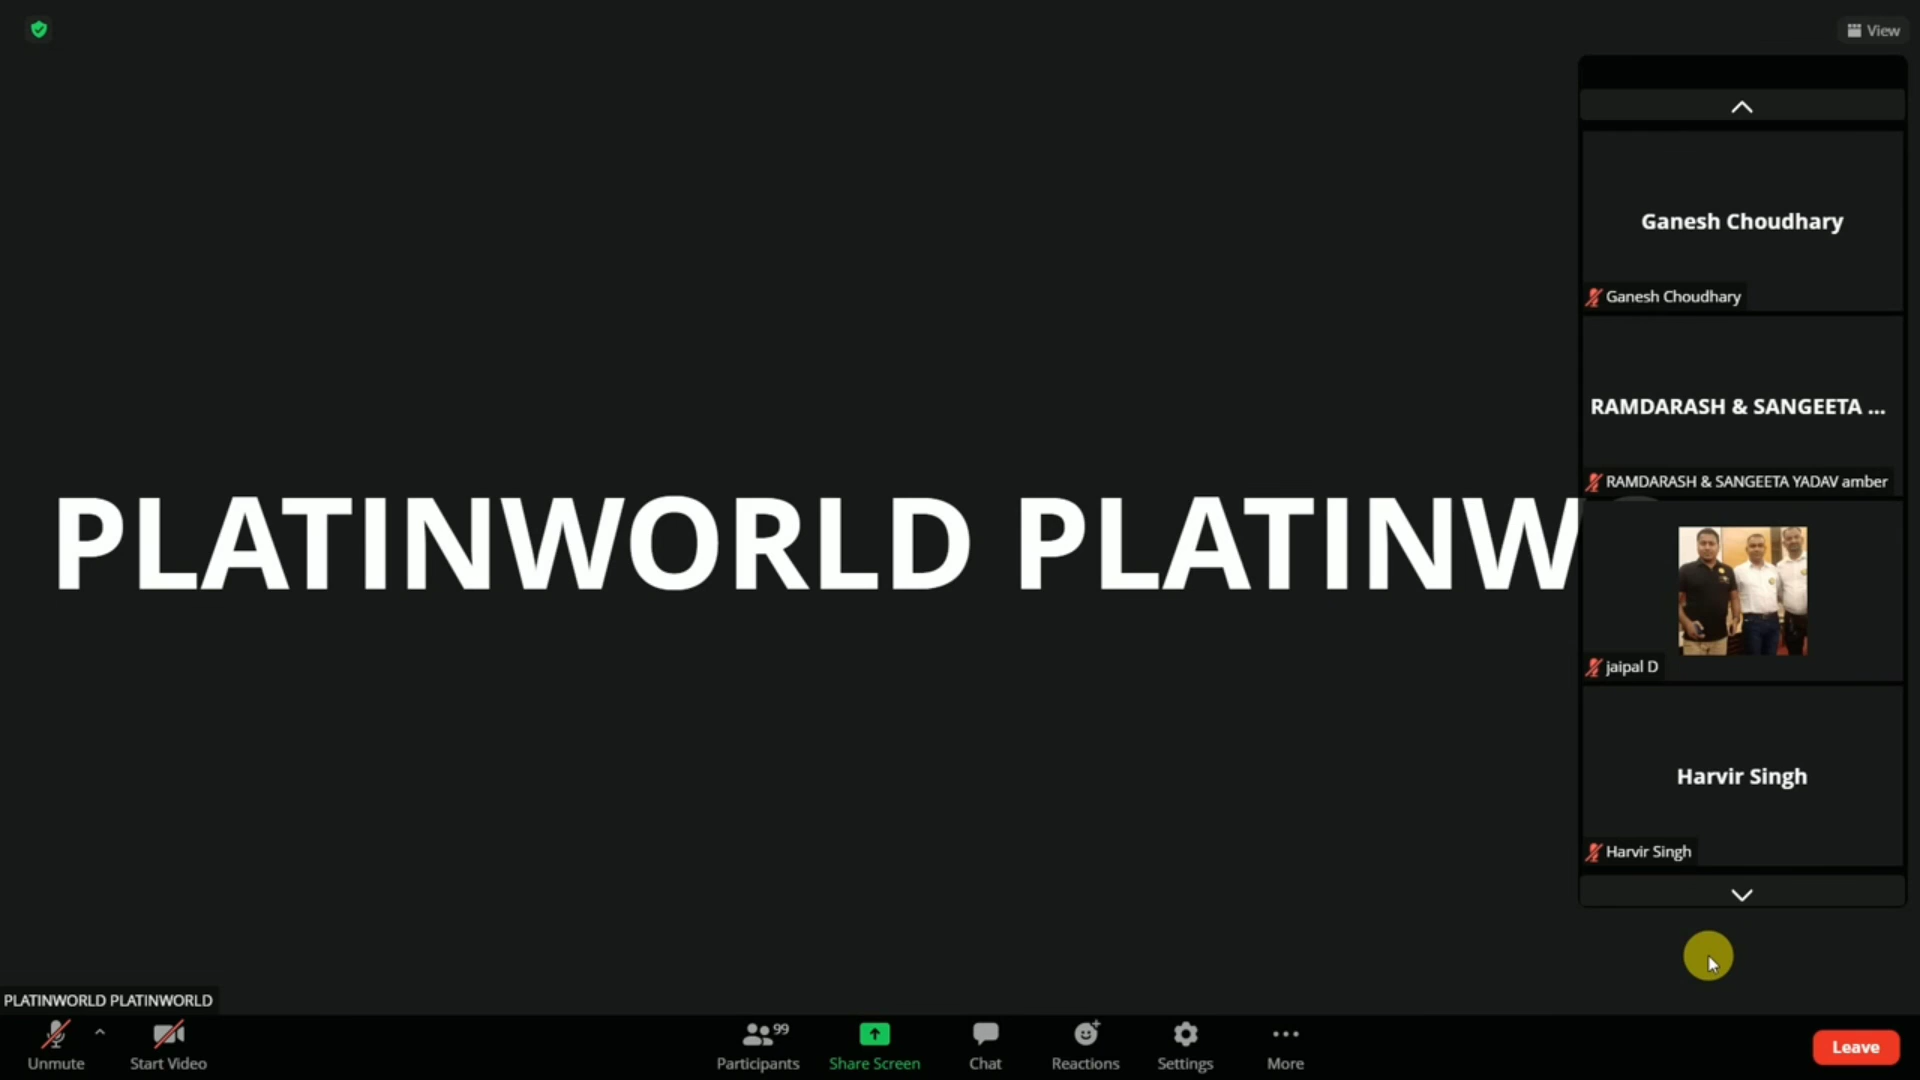 View
Ganesh Choudhary
Ganesh Choudhary
RAMDARASH & SANGEETA ...
RAMDARASH & SANGEETA YADAV amber
PLATINWORLD PLATINW
jaipal D
Harvir Singh
Harvir Singh
PLATINWORLD PLATINWORLD
Unmute
Start Video
99
Participants
Share Screen
Chat
Reactions
Settings
More
Leave